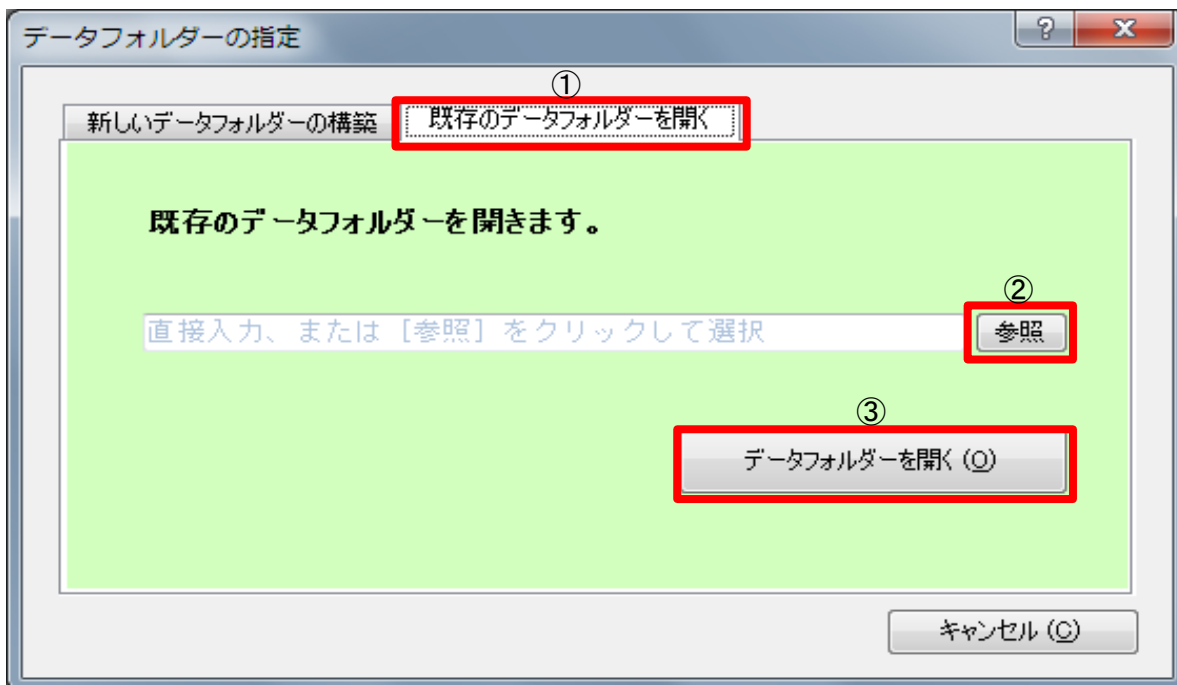 データフォルダーの指定
?
①
新しいデータフォルダーの構築
既存のデータフォルダーを開く
既存のデータフォルダーを開きます。
②
直接入力、または [参照] をクリックして選択
参照
③
データフォルダーを開く (O)
キャンセル (C)